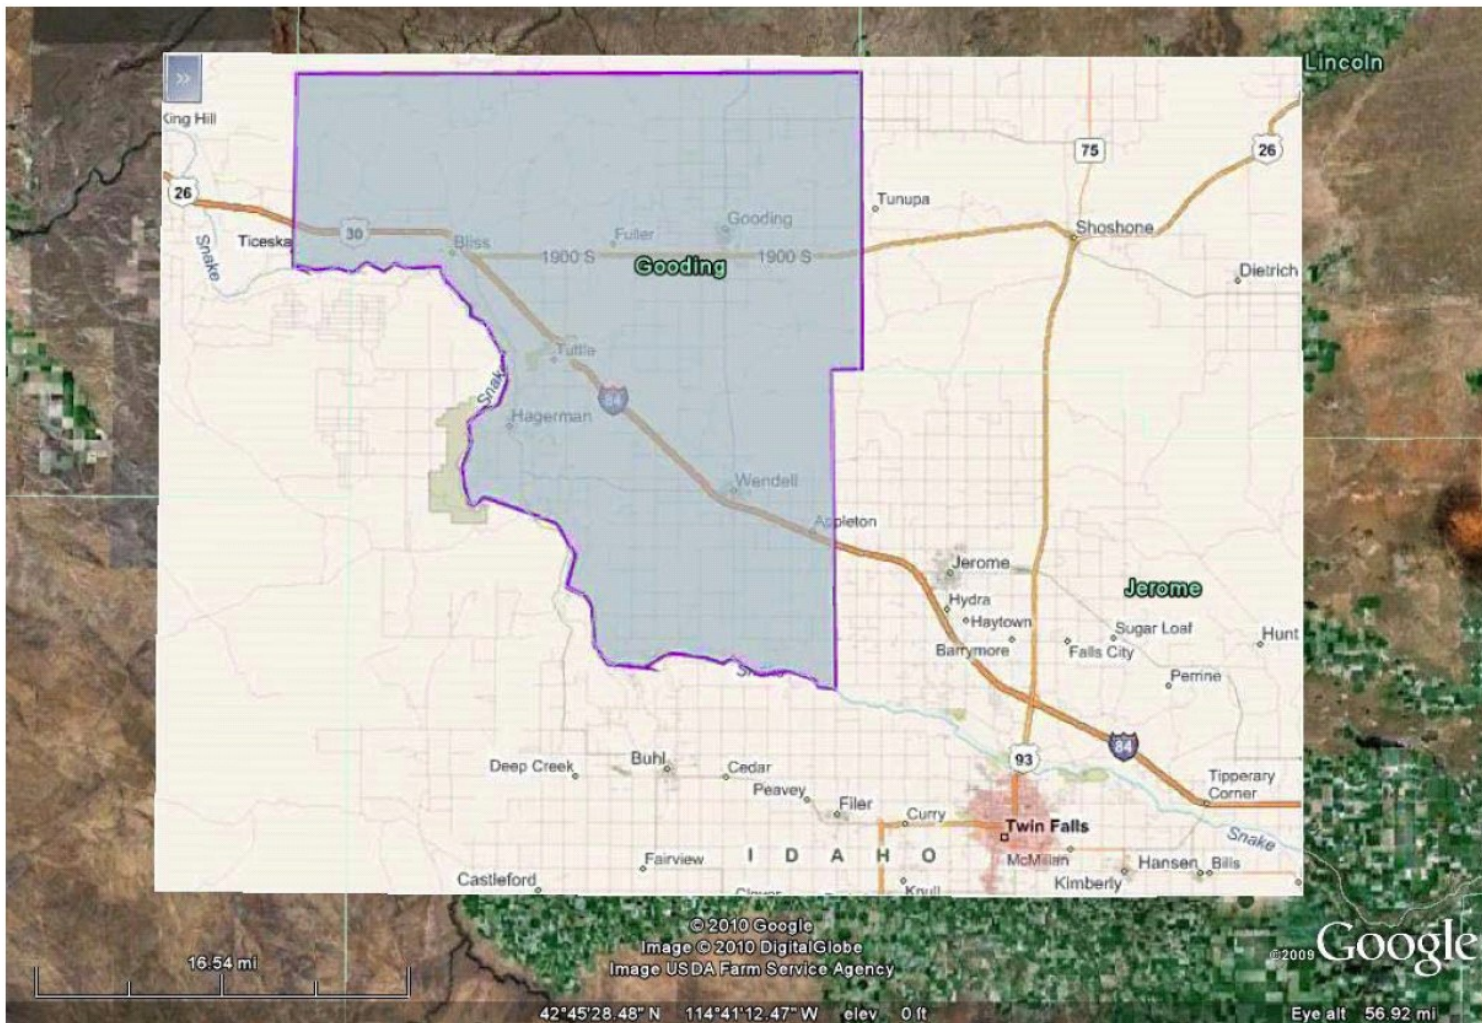 Lincoln
»
King Hill
26
75
26
Tunupa
Gooding
30
Ticeska
Bliss
Fuller
Shoshone
1900 S
1900 S
Gooding
Snake
Dietrich
Tuttle
Snake
84
Hagerman
Wendell
Appleton
Jerome
Jerome
Hydra
Haytown
Sugar Loaf
Hunt
Barrymore
Falls City
Perrine
84
93
Buhl
Deep Creek
Cedar
Tipperary
Corner
Peavey
Filer
Curry
Twin Falls
Snake
IDAHO
Fairview
McMillan
Hansen
Bills
Castleford
Kimberly
Knull
© 2010 Google
Image © 2010 DigitalGlobe
Image USDA Farm Service Agency
©2009 Google
16.54 mi
42°45'28.48" N 114°41'12.47" W elev 0 ft
Eye alt 56.92 mi